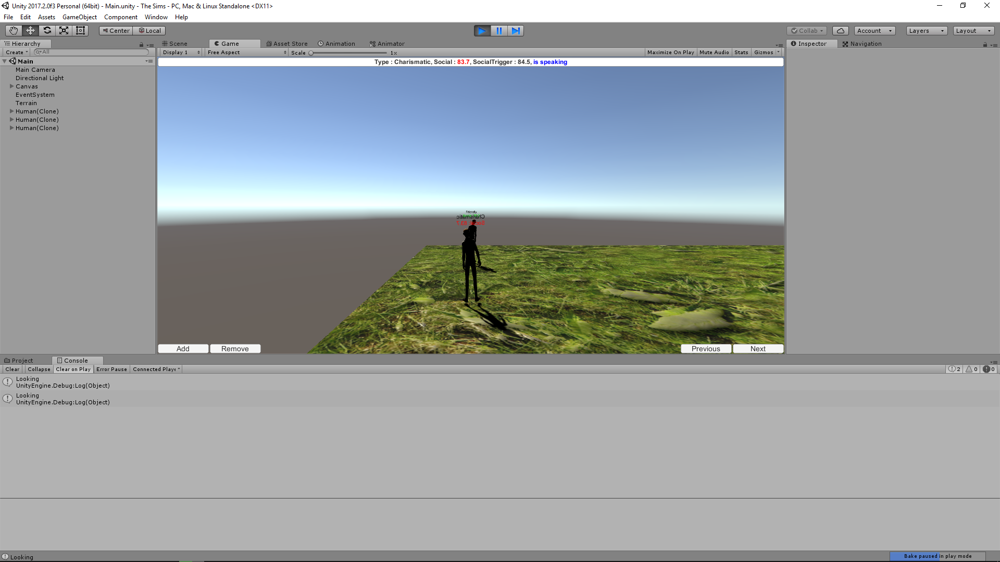 Unity 2017.2.0f3 Personal (64bit) - Main.unity - The Sims - PC, Mac & Linux Standalone <DX11>
File Edit Assets GameObject Component Window Help
Center Local Collab Account Layers Layout
Hierarchy Scene Game Asset Store Animation Animator Inspector Navigation
Create All Display 1 Free Aspect Scale 1x Maximize On Play Mute Audio Stats Gizmos
Main
Type : Charismatic, Social : 83.7, SocialTrigger : 84.5, is speaking
Main Camera
Directional Light
Canvas
EventSystem
Terrain
Human(Clone)
Human(Clone)
Human(Clone)
Friendly
Charismatic
Social: 83.7
Add Remove Previous Next
Project Console
Clear Collapse Clear on Play Error Pause Connected Playe 2 0 0
Looking
UnityEngine.Debug:Log(Object)
Looking
UnityEngine.Debug:Log(Object)
Looking Bake paused in play mode